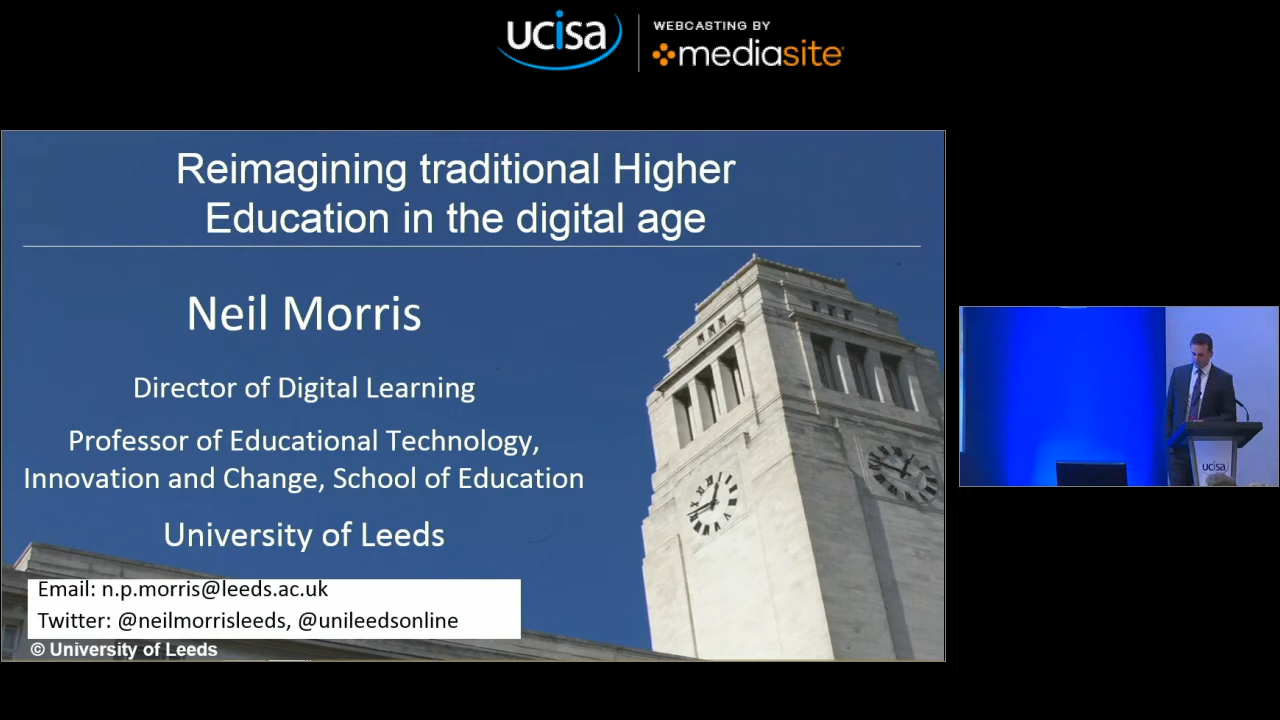 ucisa
WEBCASTING BY
mediasite
Reimagining traditional Higher
Education in the digital age
Neil Morris
Director of Digital Learning
Professor of Educational Technology,
Innovation and Change, School of Education
University of Leeds
Email: n.p.morris@leeds.ac.uk
Twitter: @neilmorrisleeds, @unileedsonline
© University of Leeds
ucisa